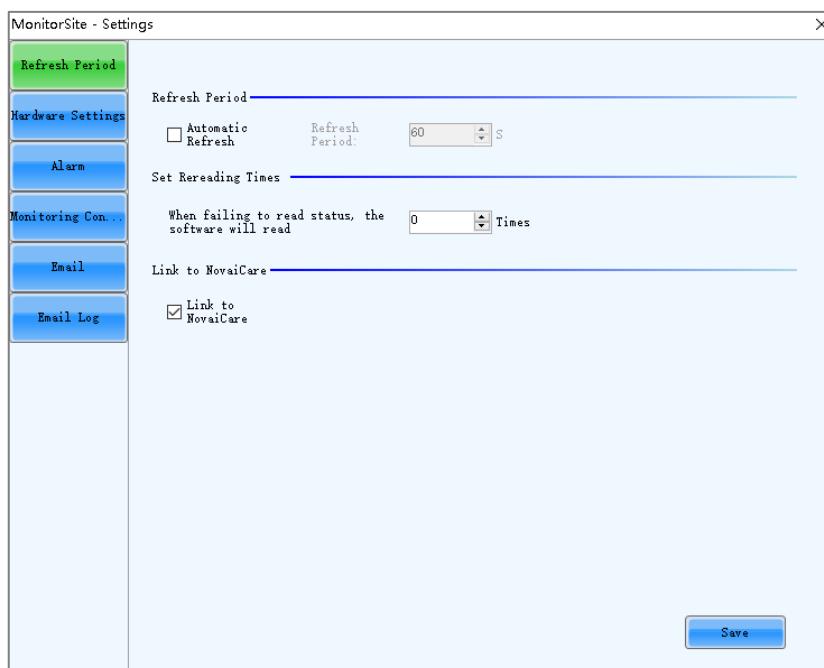 MonitorSite - Settings
Refresh Period
Hardware Settings
Alarm
Monitoring Con...
Email
Email Log
Refresh Period
Automatic
Refresh
Refresh
Period:
60
S
Set Rereading Times
When failing to read status, the
software will read
0
Times
Link to NovaiCare
Link to
NovaiCare
Save